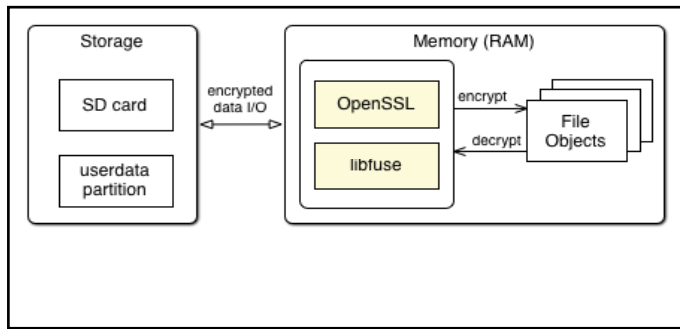 Storage
SD card
userdata
partition
encrypted
data I/O
Memory (RAM)
OpenSSL
libfuse
encrypt
decrypt
File
Objects